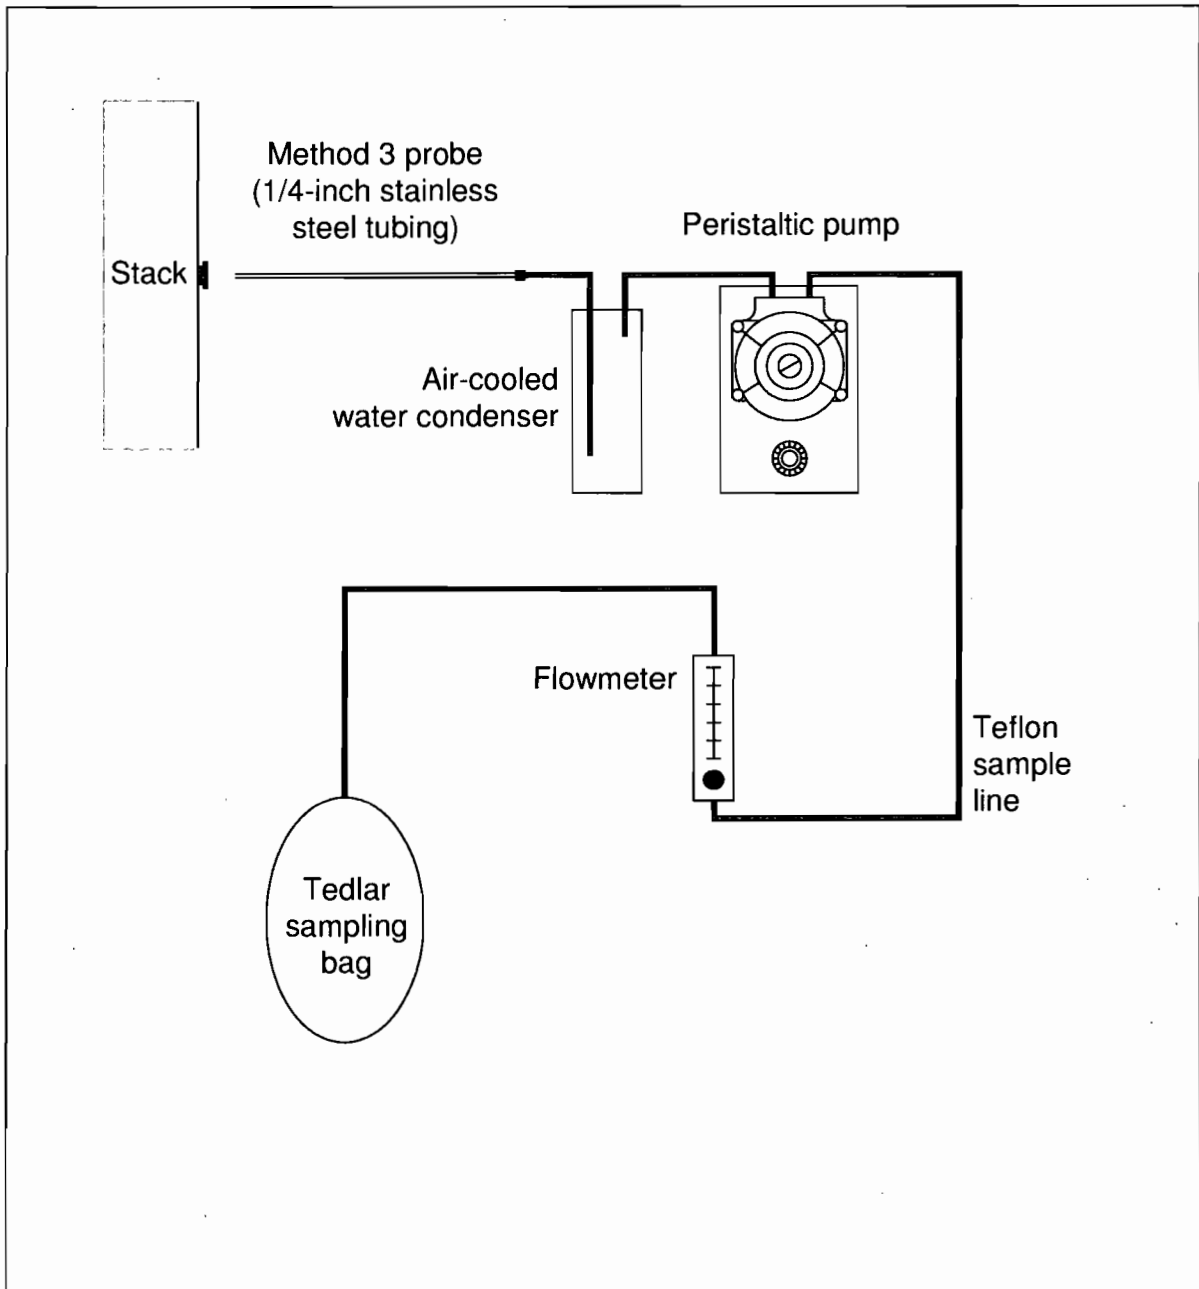 Method 3 probe
(1/4-inch stainless
steel tubing)
Peristaltic pump
Stack
Air-cooled
water condenser
Flowmeter
Teflon
sample
line
Tedlar
sampling
bag